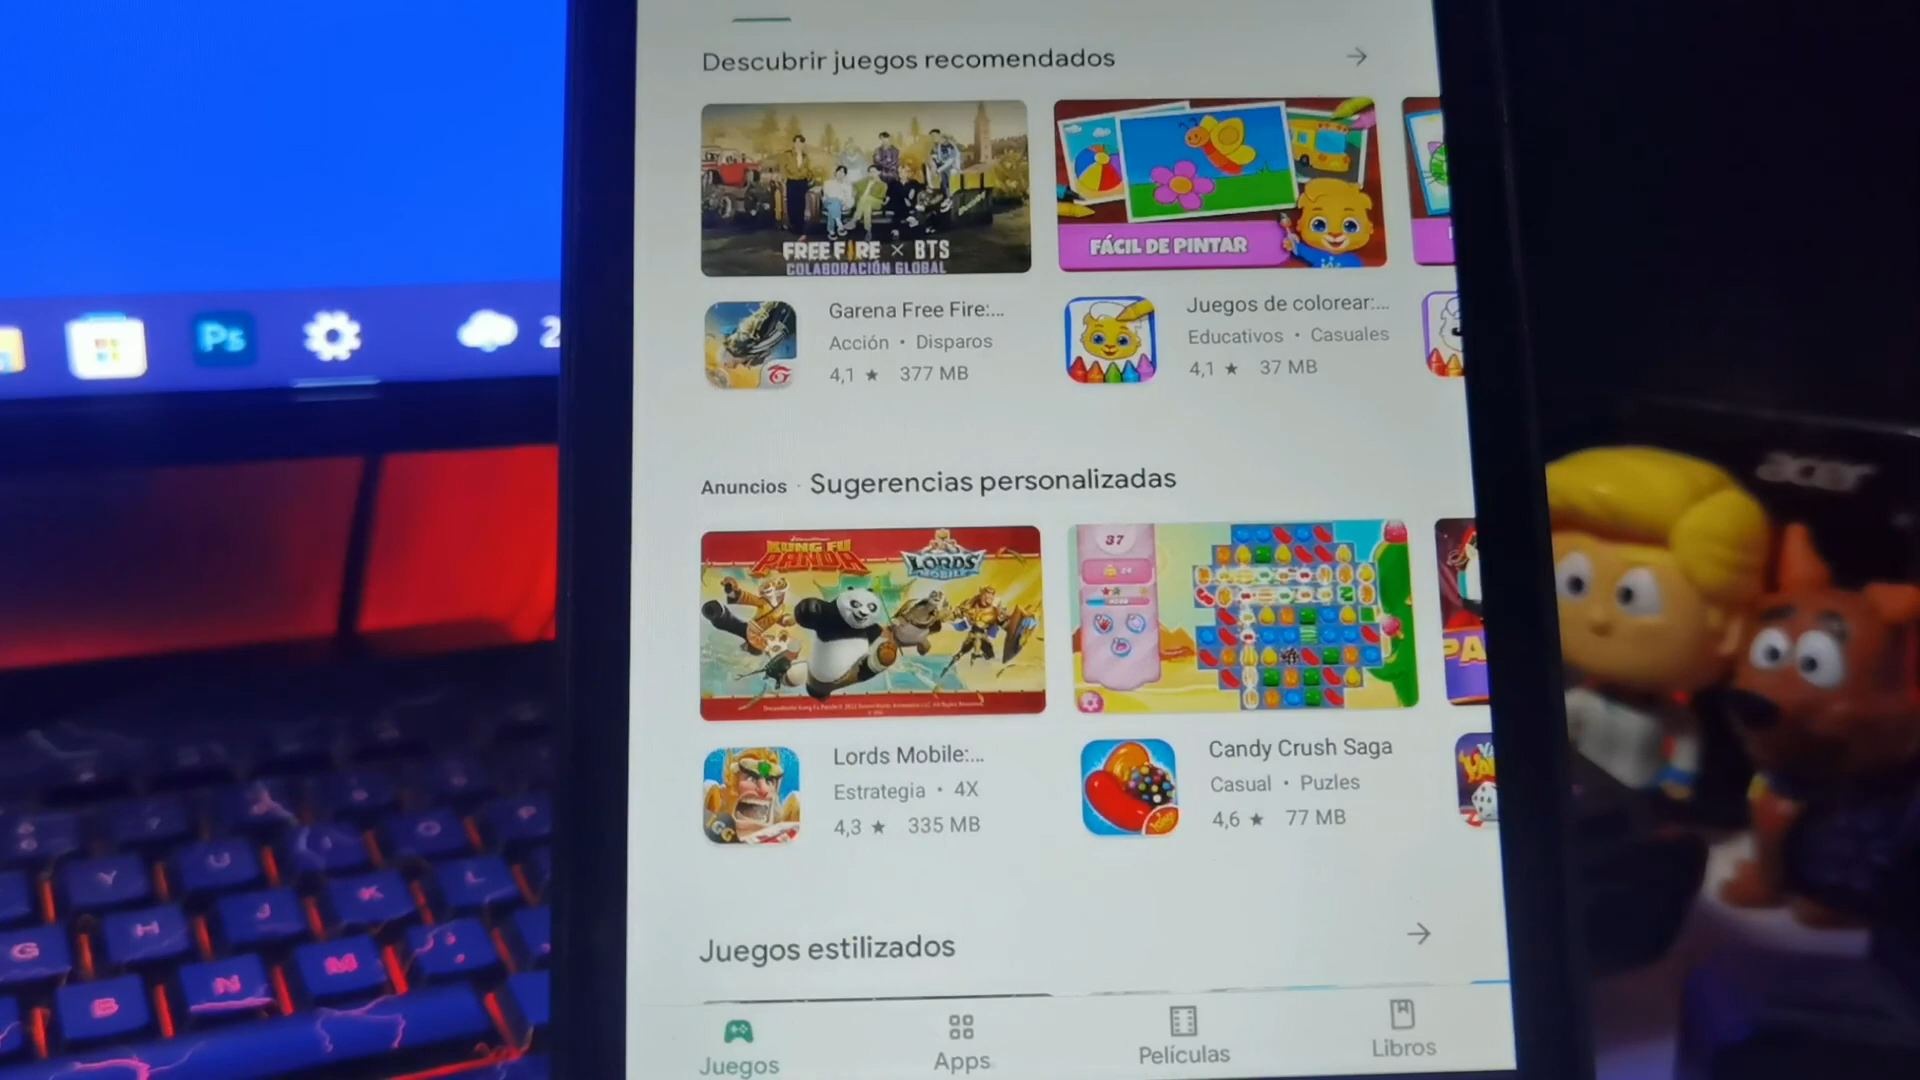 Descubrir juegos recomendados
FREE FIRE × BTS
COLABORACIÓN GLOBAL
FÁCIL DE PINTAR
Garena Free Fire:...
Acción • Disparos
4,1 ★ 377 MB
Juegos de colorear:...
Educativos • Casuales
4,1 ★ 37 MB
Anuncios · Sugerencias personalizadas
KUNG FU
PANDA
LORDS
MOBILE
37
Lords Mobile:...
Estrategia • 4X
4,3 ★ 335 MB
IGG
Candy Crush Saga
Casual • Puzles
4,6 ★ 77 MB
King
Juegos estilizados
Juegos
Apps
Películas
Libros
Ps
acer
Y
U
O
P
G
H
J
K
L
B
N
M